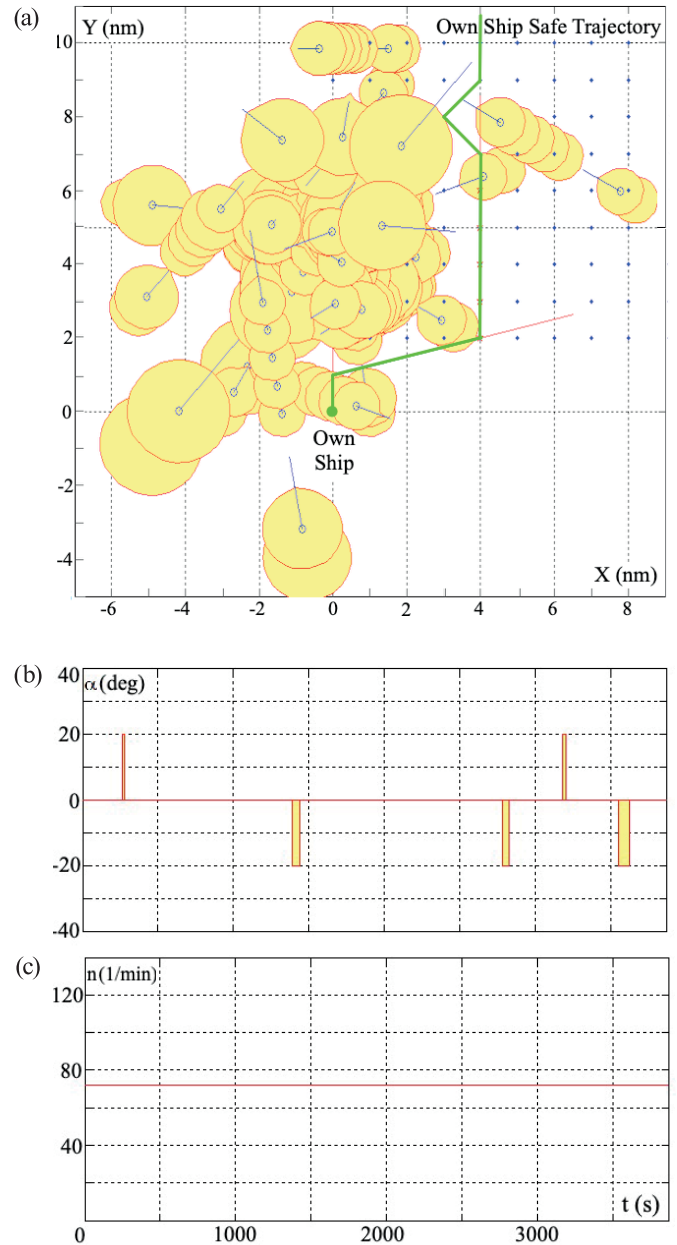 (a)
Y (nm)
Own Ship Safe Trajectory
10
8
6
4
2
0
-2
-4
Own
Ship
X (nm)
-6 -4 -2 0 2 4 6 8
(b)
α (deg)
40
20
0
-20
-40
(c)
n (1/min)
120
80
40
0 1000 2000 3000
t (s)